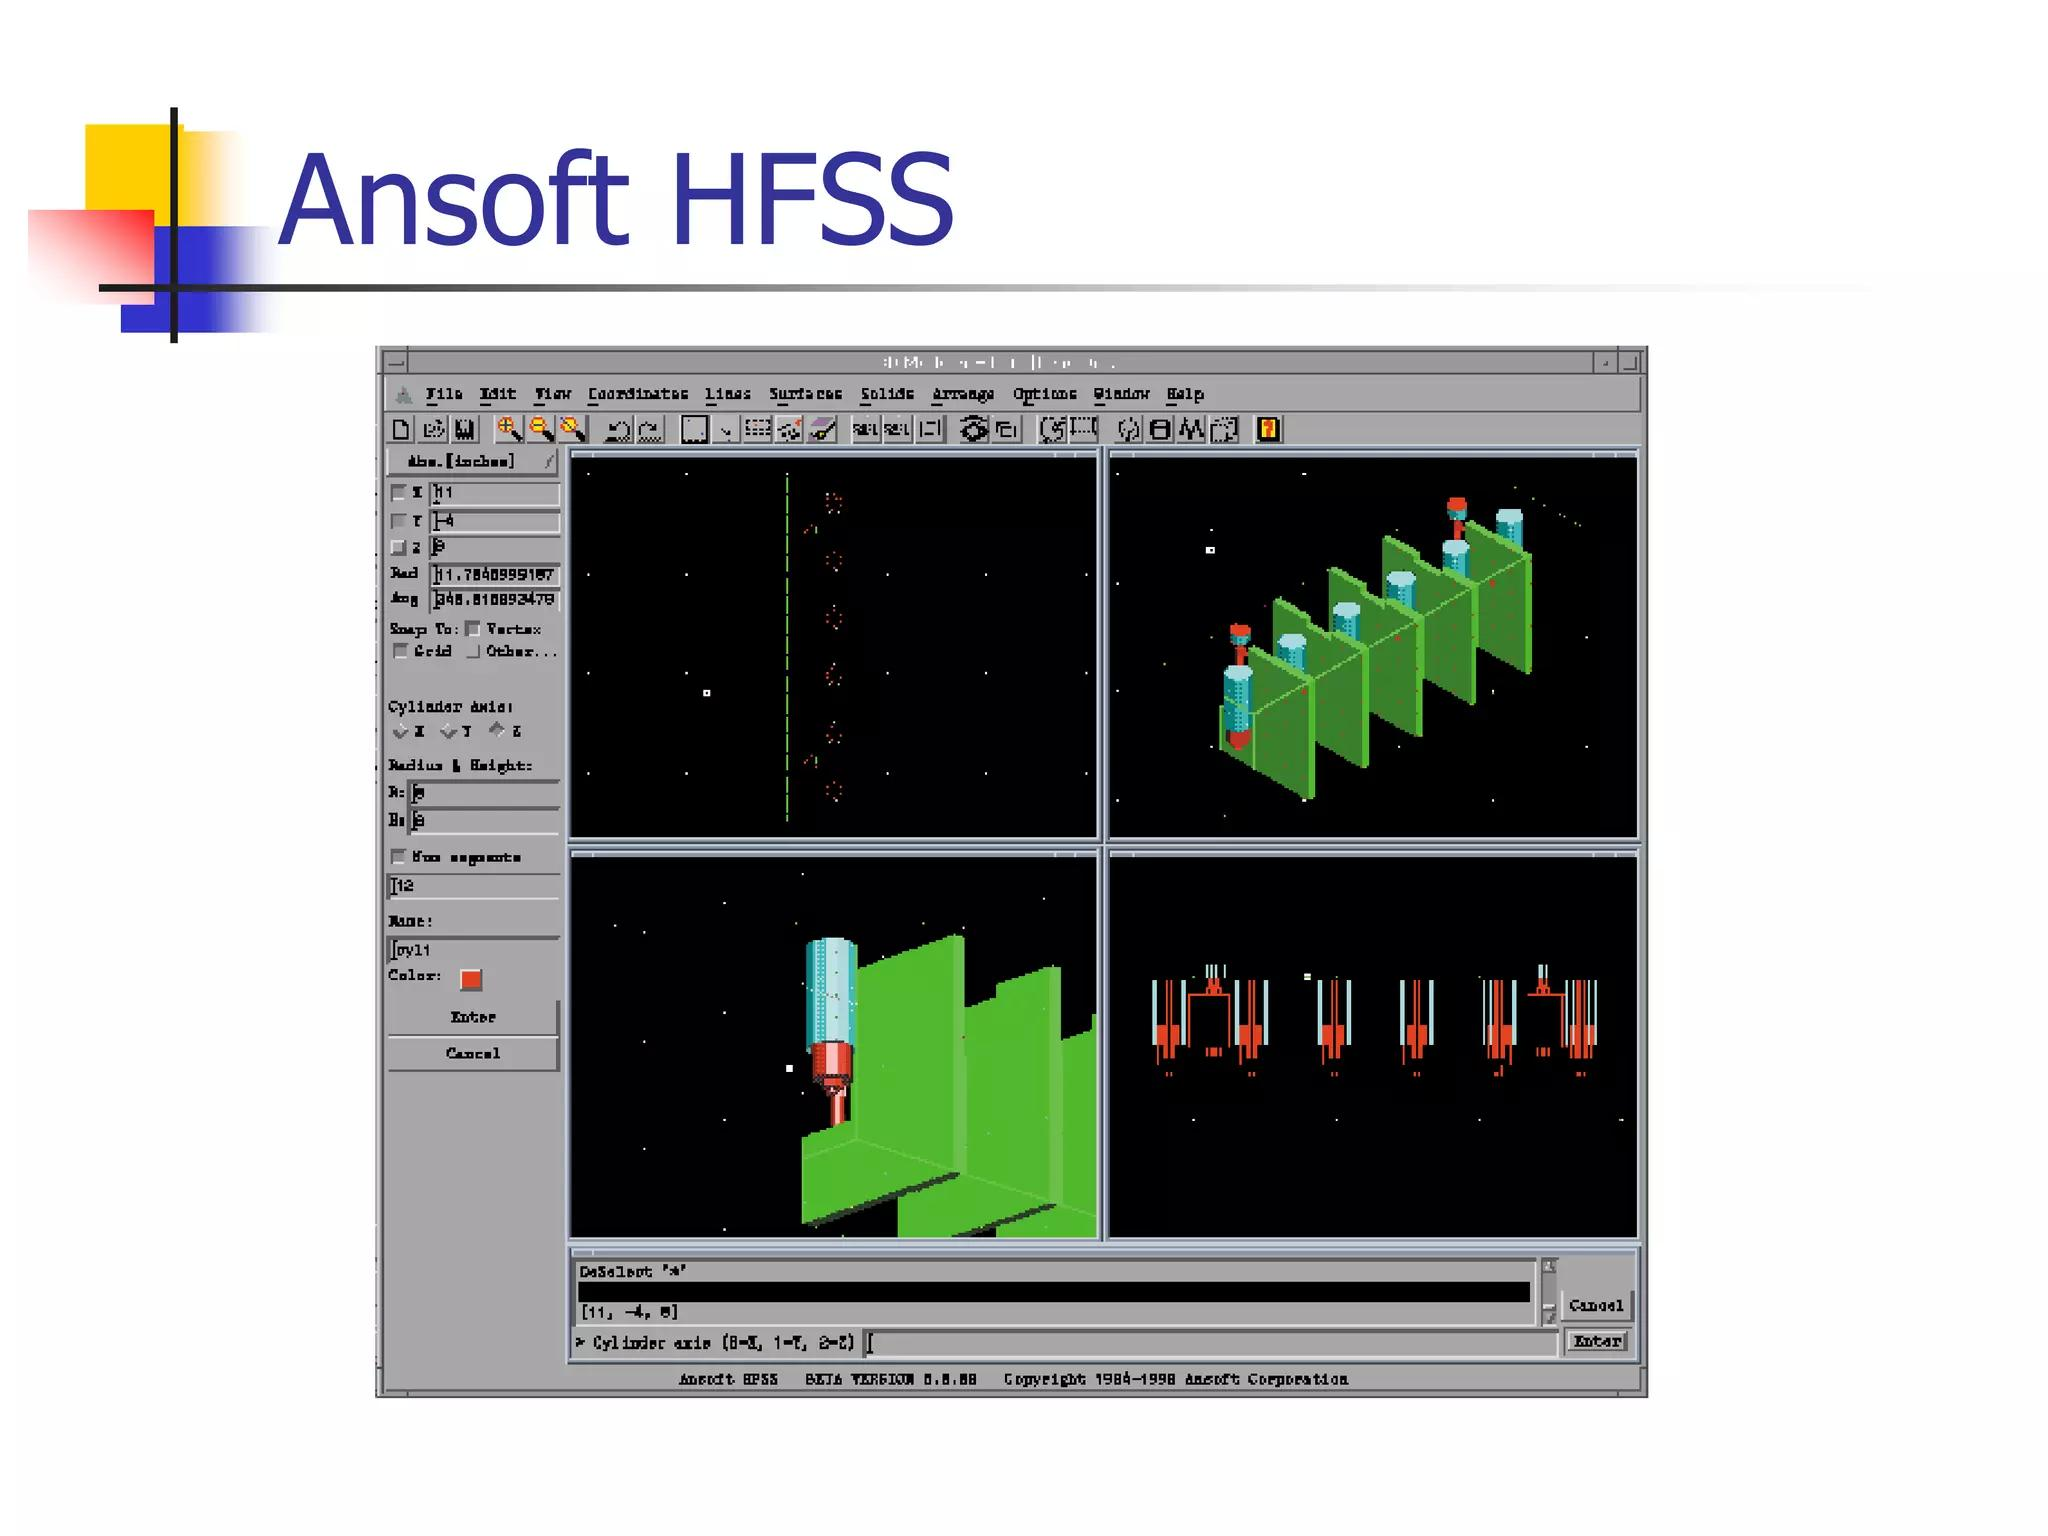 Ansoft HFSS
File Edit View Coordinates Lines Surfaces Solids Arrange Options Window Help
Abs.[inches]
X 11
Y -4
Z 0
Rad
Ang
Snap To: Vertex
Grid Other...
Cylinder Axis:
X Y Z
Radius & Height:
R: 0
H: 0
Num segments
12
Name:
cyl1
Color:
Enter
Cancel
DeSelect "*"
[11, -4, 0]
Cancel
> Cylinder axis (0=X, 1=Y, 2=Z)
Enter
Ansoft HFSS BETA VERSION Copyright 1984-1998 Ansoft Corporation